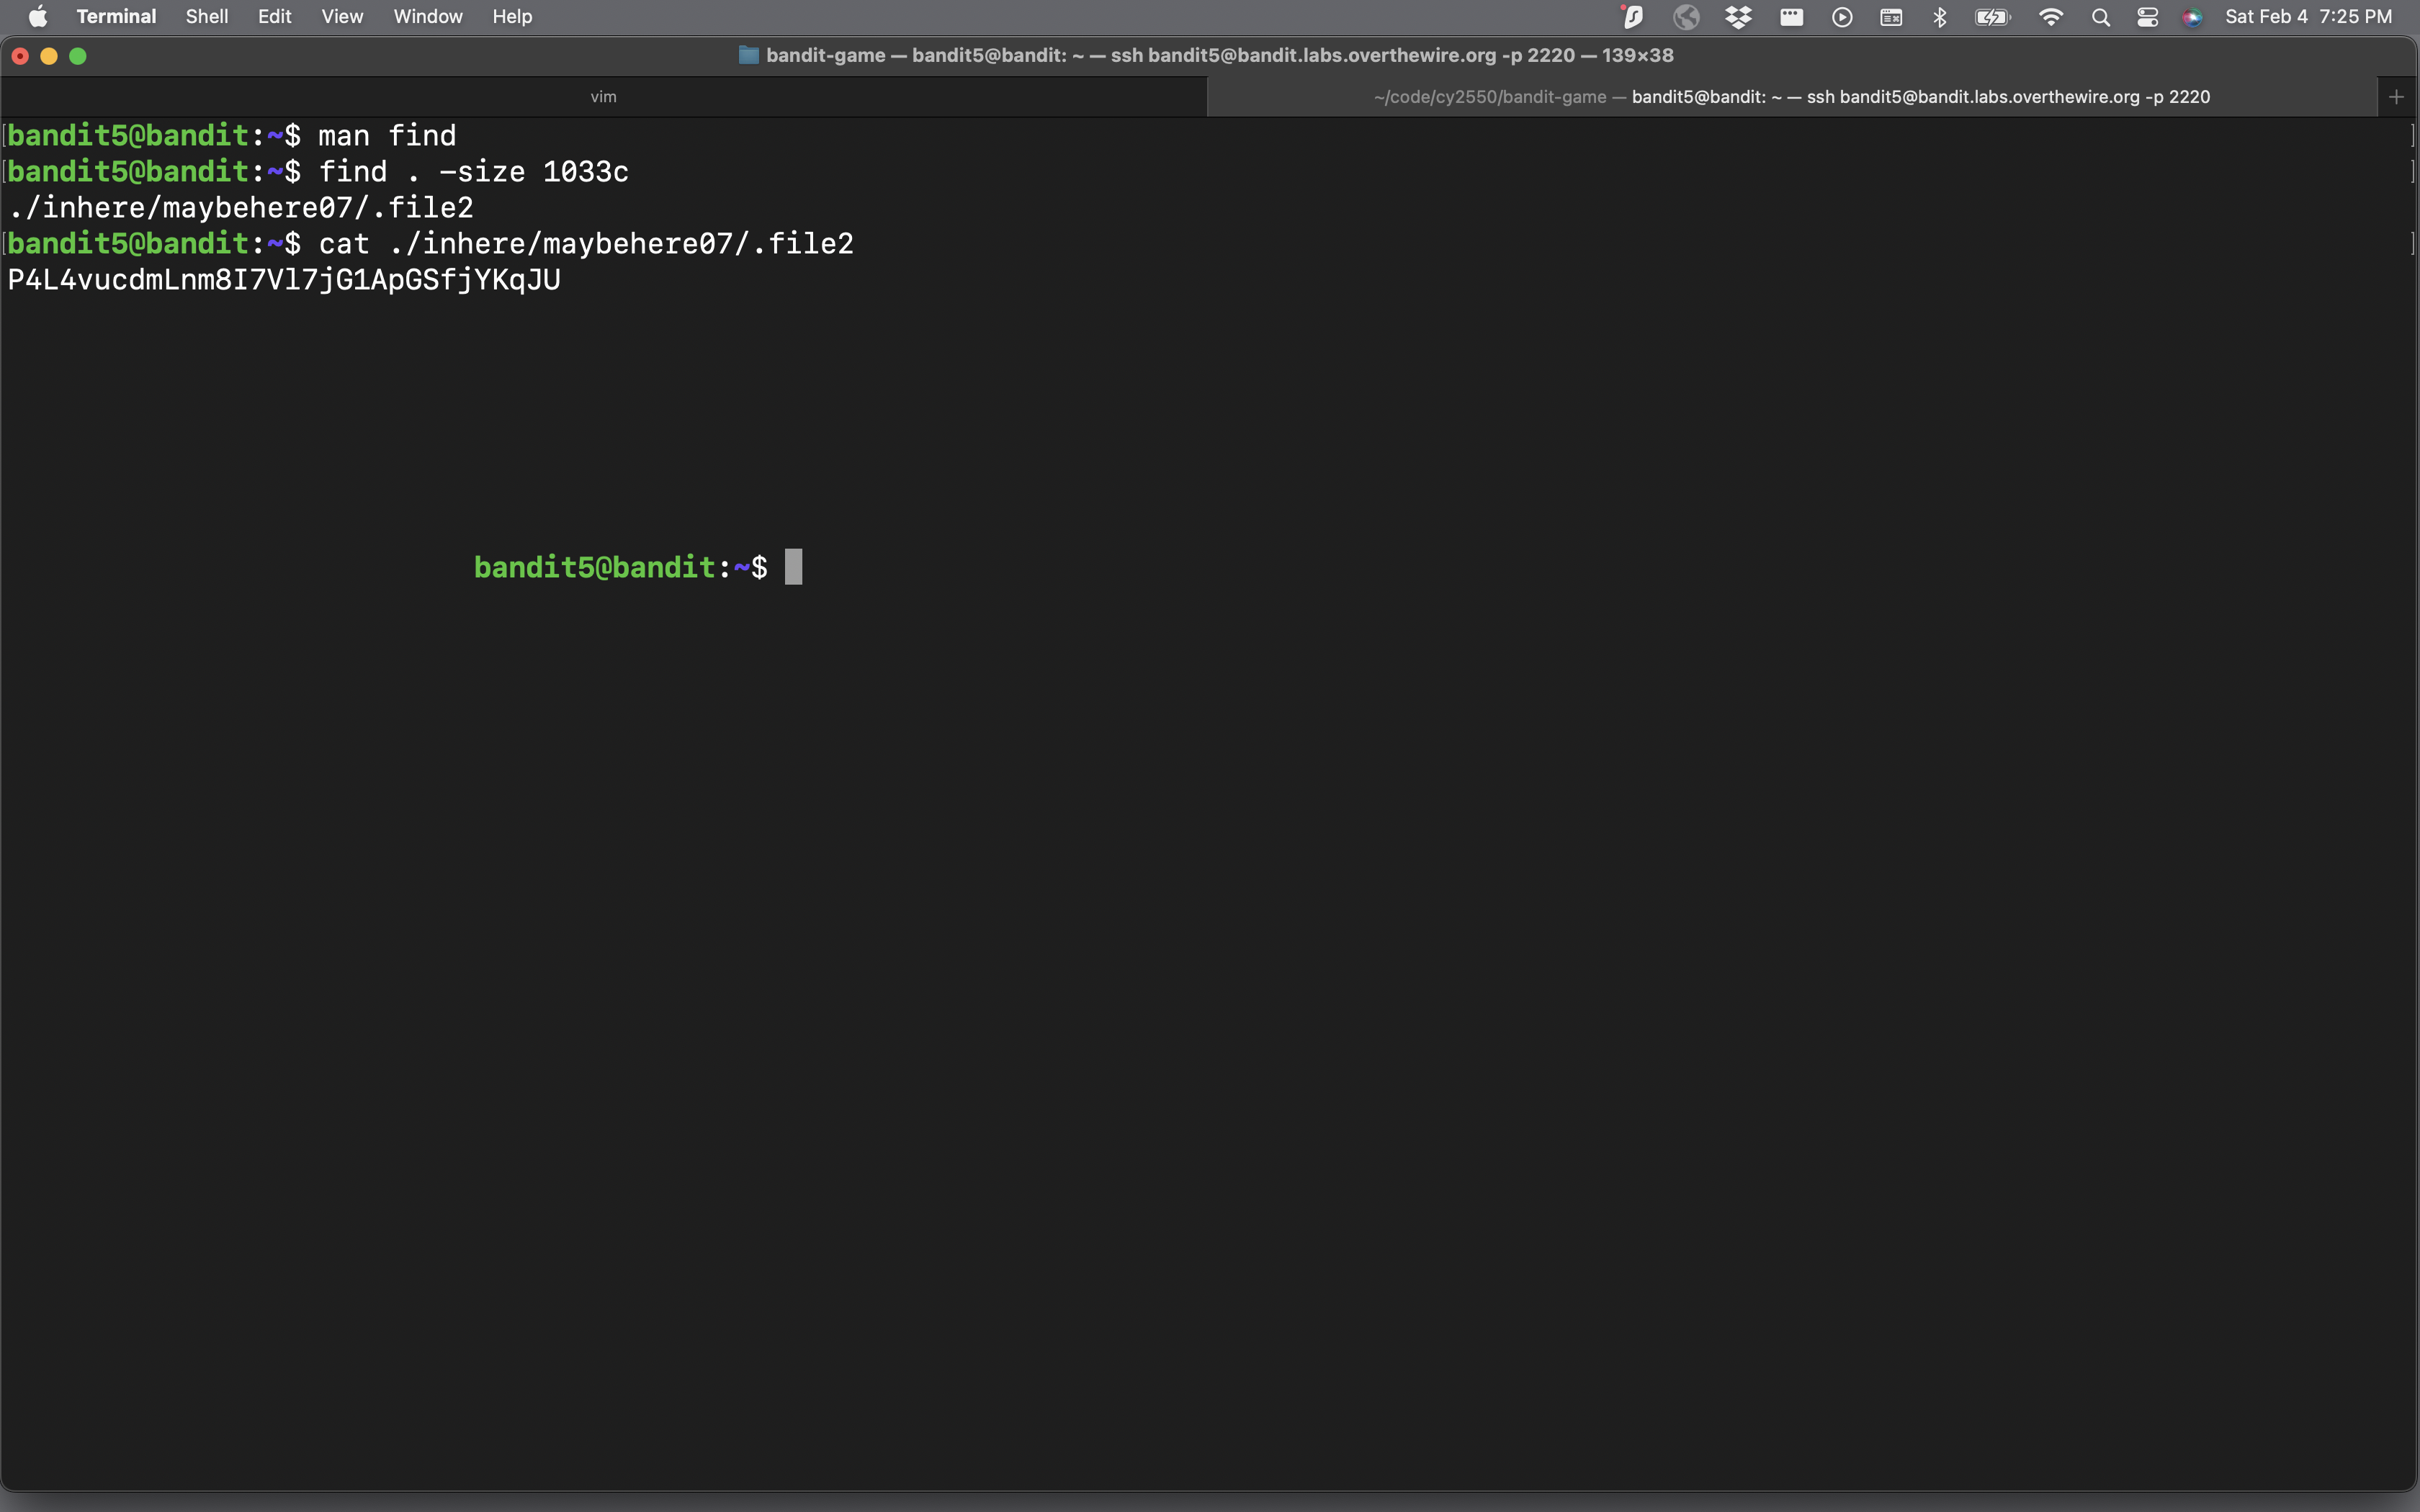 Terminal Shell Edit View Window Help Sat Feb 4 7:25 PM
bandit-game — bandit5@bandit: ~ — ssh bandit5@bandit.labs.overthewire.org -p 2220 — 139×38
vim ~/code/cy2550/bandit-game — bandit5@bandit: ~ — ssh bandit5@bandit.labs.overthewire.org -p 2220 +
[bandit5@bandit:~$ man find ]
[bandit5@bandit:~$ find . -size 1033c ]
./inhere/maybehere07/.file2
[bandit5@bandit:~$ cat ./inhere/maybehere07/.file2 ]
P4L4vucdmLnm8I7Vl7jG1ApGSfjYKqJU
bandit5@bandit:~$